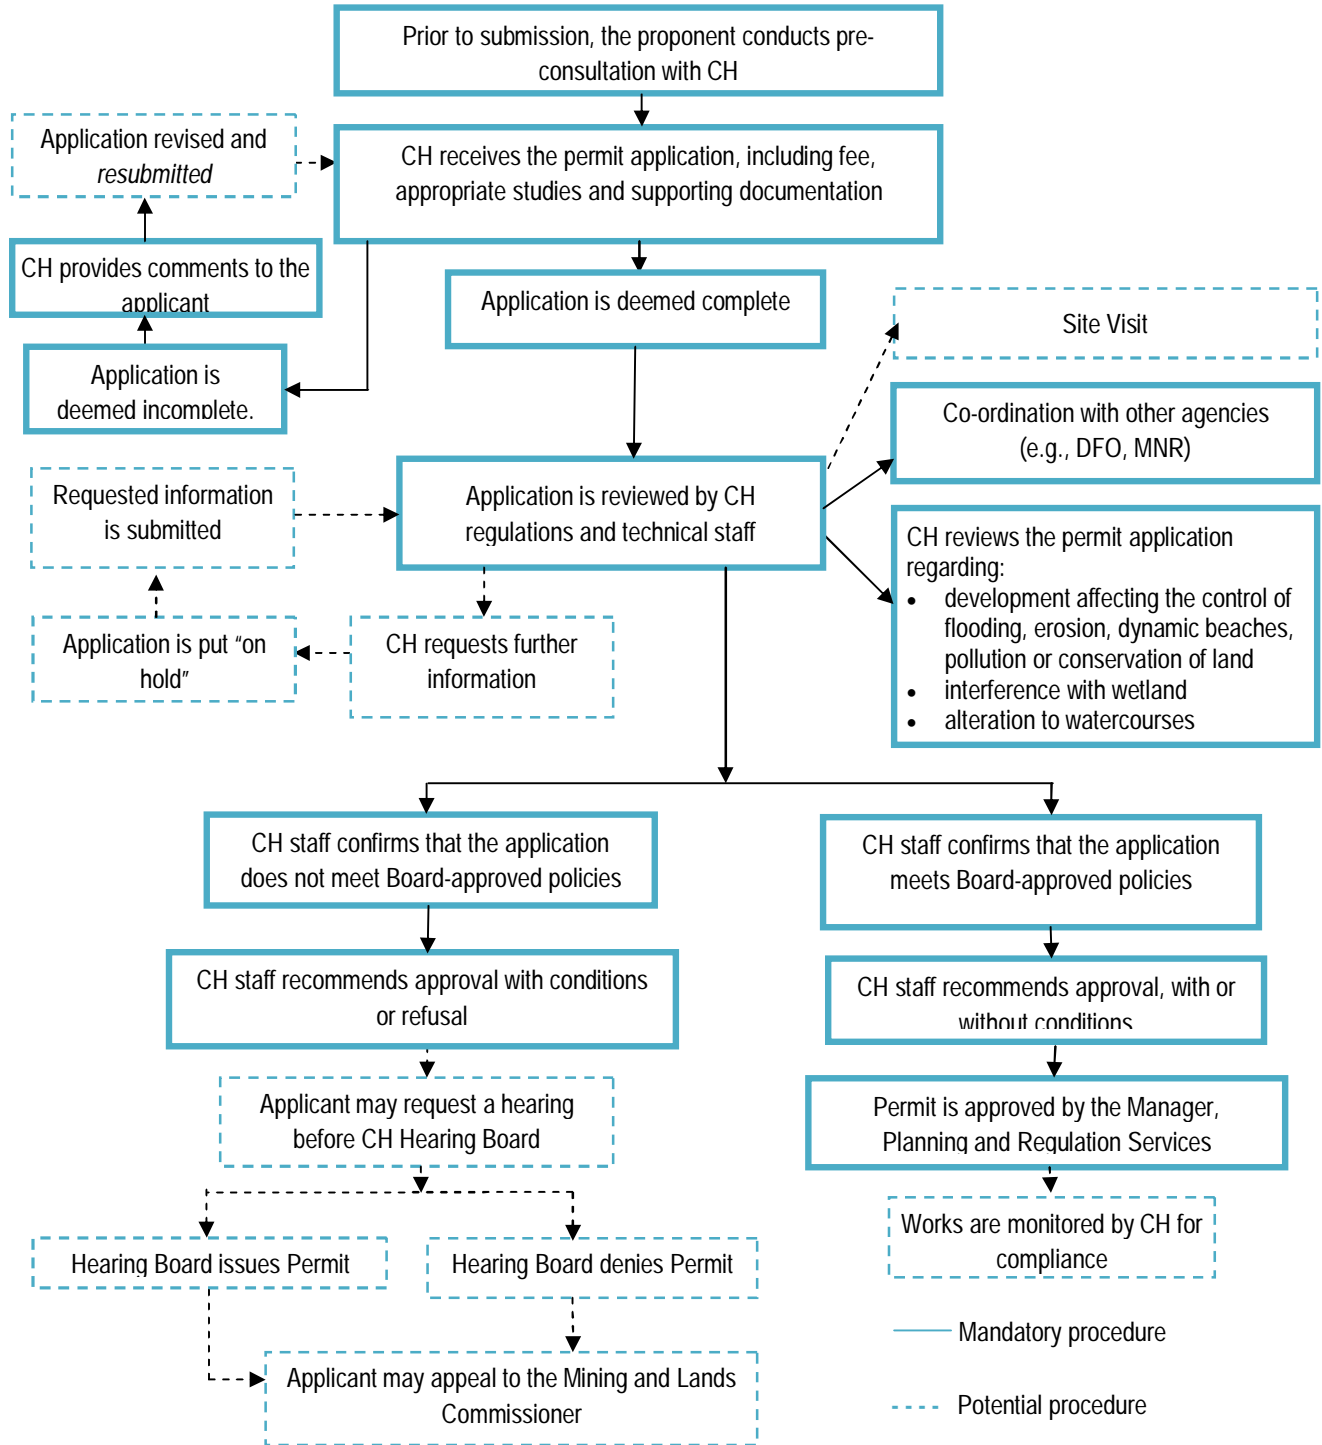 Prior to submission, the proponent conducts pre-
consultation with CH
Application revised and
resubmitted
CH receives the permit application, including fee,
appropriate studies and supporting documentation
CH provides comments to the
applicant
Application is deemed complete
Site Visit
Application is
deemed incomplete.
Co-ordination with other agencies
(e.g., DFO, MNR)
Requested information
is submitted
Application is reviewed by CH
regulations and technical staff
CH reviews the permit application
regarding:
• development affecting the control of
flooding, erosion, dynamic beaches,
pollution or conservation of land
• interference with wetland
• alteration to watercourses
Application is put “on
hold”
CH requests further
information
CH staff confirms that the application
does not meet Board-approved policies
CH staff confirms that the application
meets Board-approved policies
CH staff recommends approval with conditions
or refusal
CH staff recommends approval, with or
without conditions
Applicant may request a hearing
before CH Hearing Board
Permit is approved by the Manager,
Planning and Regulation Services
Hearing Board issues Permit
Hearing Board denies Permit
Works are monitored by CH for
compliance
Mandatory procedure
Applicant may appeal to the Mining and Lands
Commissioner
Potential procedure